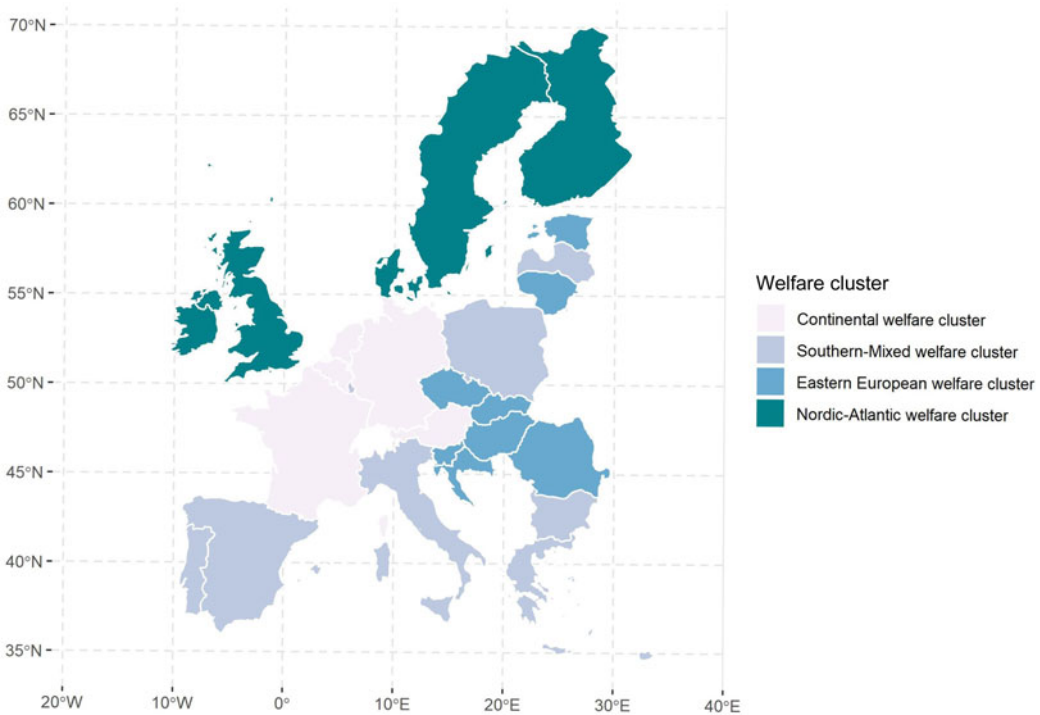 70°N
65°N
60°N
55°N
50°N
45°N
40°N
35°N
20°W
10°W
0°
10°E
20°E
30°E
40°E
Welfare cluster
Continental welfare cluster
Southern-Mixed welfare cluster
Eastern European welfare cluster
Nordic-Atlantic welfare cluster